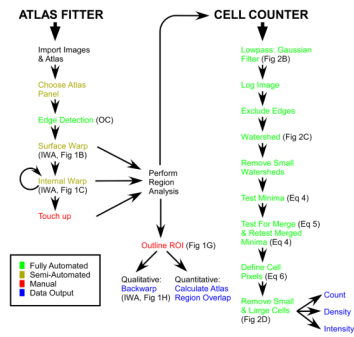 ATLAS FITTER
Import Images
& Atlas
Choose Atlas
Panel
Edge Detection (OC)
Surface Warp
(IWA, Fig 1B)
Internal Warp
(IWA, Fig 1C)
Touch up
Perform
Region
Analysis
Outline ROI (Fig 1G)
Qualitative:
Backwarp
(IWA, Fig 1H)
Quantitative:
Calculate Atlas
Region Overlap
Fully Automated
Semi-Automated
Manual
Data Output
CELL COUNTER
Lowpass: Gaussian
Filter (Fig 2B)
Log Image
Exclude Edges
Watershed (Fig 2C)
Remove Small
Watersheds
Test Minima (Eq 4)
Test For Merge (Eq 5)
& Retest Merged
Minima (Eq 4)
Define Cell
Pixels (Eq 6)
Remove Small
& Large Cells
(Fig 2D)
Count
Density
Intensity